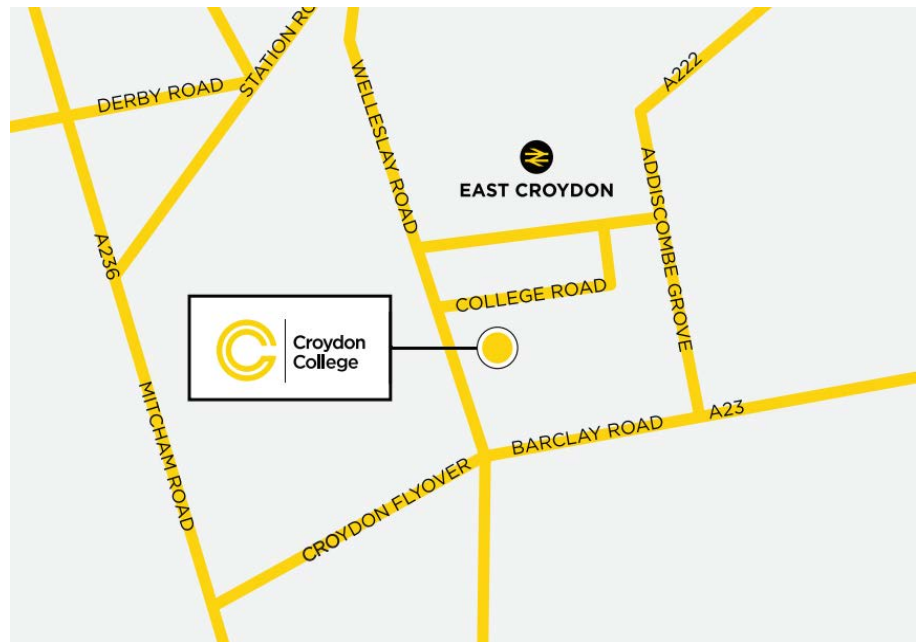 STATION RO
DERBY ROAD
WELLESLAY ROAD
A222
EAST CROYDON
ADDISCOMBE GROVE
A236
COLLEGE ROAD
Croydon
College
MITCHAM ROAD
A23
BARCLAY ROAD
CROYDON FLYOVER